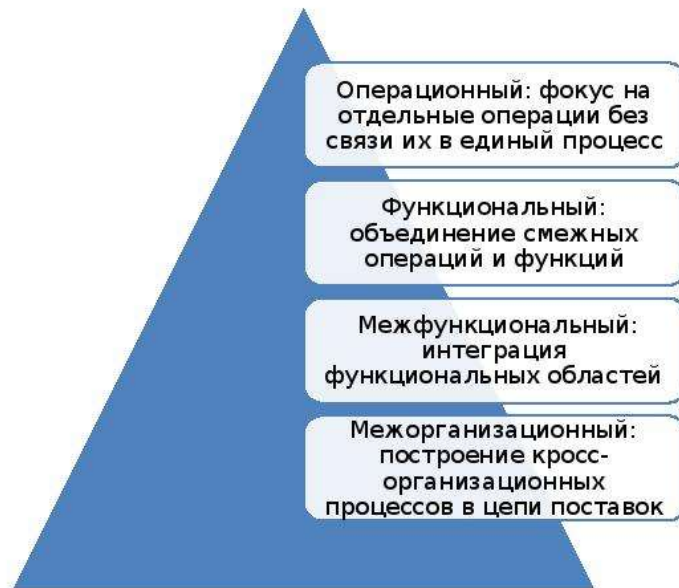 Операционный: фокус на
отдельные операции без
связи их в единый процесс
Функциональный:
объединение смежных
операций и функций
Межфункциональный:
интеграция
функциональных областей
Межорганизационный:
построение кросс-
организационных
процессов в цепи поставок